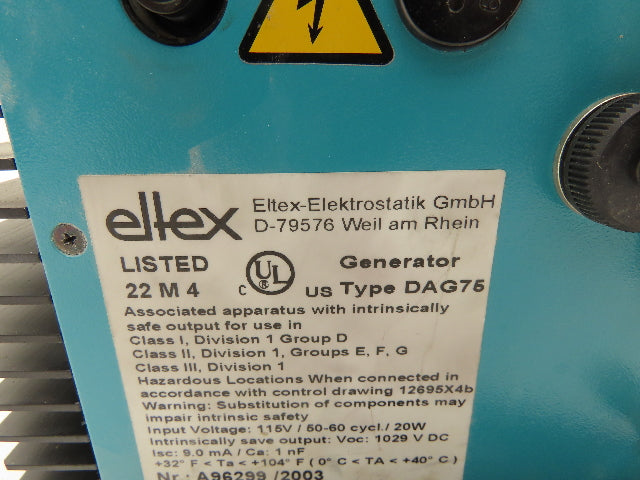 eltex Eltex-Elektrostatik GmbH
D-79576 Weil am Rhein
LISTED
22 M 4
C UL ® US
Generator
Type DAG75
Associated apparatus with intrinsically
safe output for use in
Class I, Division 1 Group D
Class II, Division 1, Groups E, F, G
Class III, Division 1
Hazardous Locations When connected in
accordance with control drawing 12695X4b
Warning: Substitution of components may
impair intrinsic safety
Input Voltage: 115V / 50-60 cycl./ 20W
Intrinsically save output: Voc: 1029 V DC
Isc: 9.0 mA / Ca: 1 nF
+32° F < Ta < +104° F ( 0° C < TA < +40° C )
Nr.: A96299 /2003